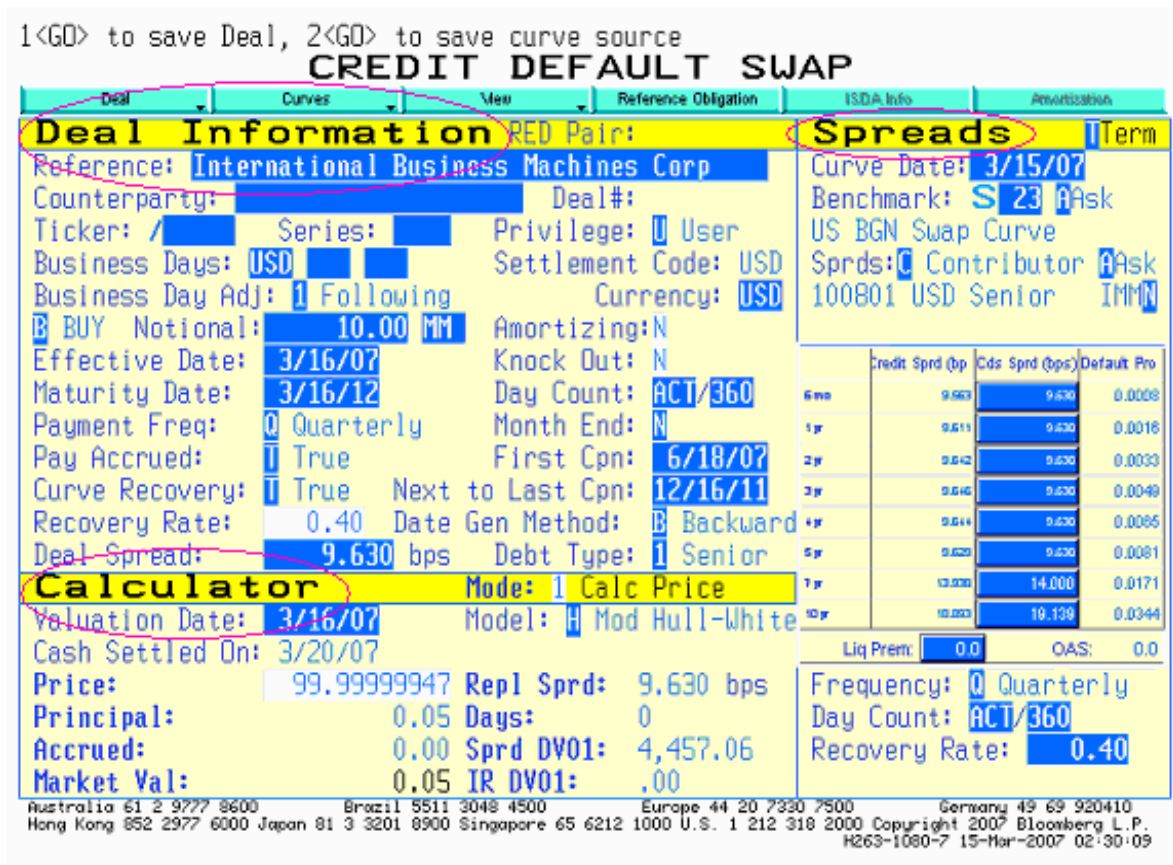 1<GO> to save Deal, 2<GO> to save curve source
CREDIT DEFAULT SWAP
Deal Curves View Reference Obligation ISDA Info Amortization
Deal Information RED Pair:
Reference: International Business Machines Corp
Counterparty: Deal#:
Ticker: / Series: Privilege: U User
Business Days: USD Settlement Code: USD
Business Day Adj: 1 Following Currency: USD
B BUY Notional: 10.00 MM Amortizing: N
Effective Date: 3/16/07 Knock Out: N
Maturity Date: 3/16/12 Day Count: ACT/360
Payment Freq: Q Quarterly Month End: N
Pay Accrued: T True First Cpn: 6/18/07
Curve Recovery: T True Next to Last Cpn: 12/16/11
Recovery Rate: 0.40 Date Gen Method: B Backward
Deal Spread: 9.630 bps Debt Type: 1 Senior
Calculator Mode: 1 Calc Price
Valuation Date: 3/16/07 Model: H Mod Hull-White
Cash Settled On: 3/20/07
Price: 99.99999947 Repl Sprd: 9.630 bps
Principal: 0.05 Days: 0
Accrued: 0.00 Sprd DV01: 4,457.06
Market Val: 0.05 IR DV01: .00
Spreads T Term
Curve Date: 3/15/07
Benchmark: S 23 A Ask
US BGN Swap Curve
Sprds: C Contributor A Ask
100801 USD Senior IMM N
Credit Sprd (bp Cds Sprd (bps) Default Pro
6 mo 9.563 9.630 0.0008
1 yr 9.611 9.630 0.0016
2 yr 9.642 9.630 0.0033
3 yr 9.646 9.630 0.0049
4 yr 9.644 9.630 0.0065
5 yr 9.629 9.630 0.0081
7 yr 14.000 0.0171
10 yr 19.139 0.0344
Liq Prem: 0.0 OAS: 0.0
Frequency: Q Quarterly
Day Count: ACT/360
Recovery Rate: 0.40
Australia 61 2 9777 8600 Brazil 5511 3048 4500 Europe 44 20 7330 7500 Germany 49 69 920410
Hong Kong 852 2977 6000 Japan 81 3 3201 8900 Singapore 65 6212 1000 U.S. 1 212 318 2000 Copyright 2007 Bloomberg L.P.
H263-1080-7 15-Mar-2007 02:30:09